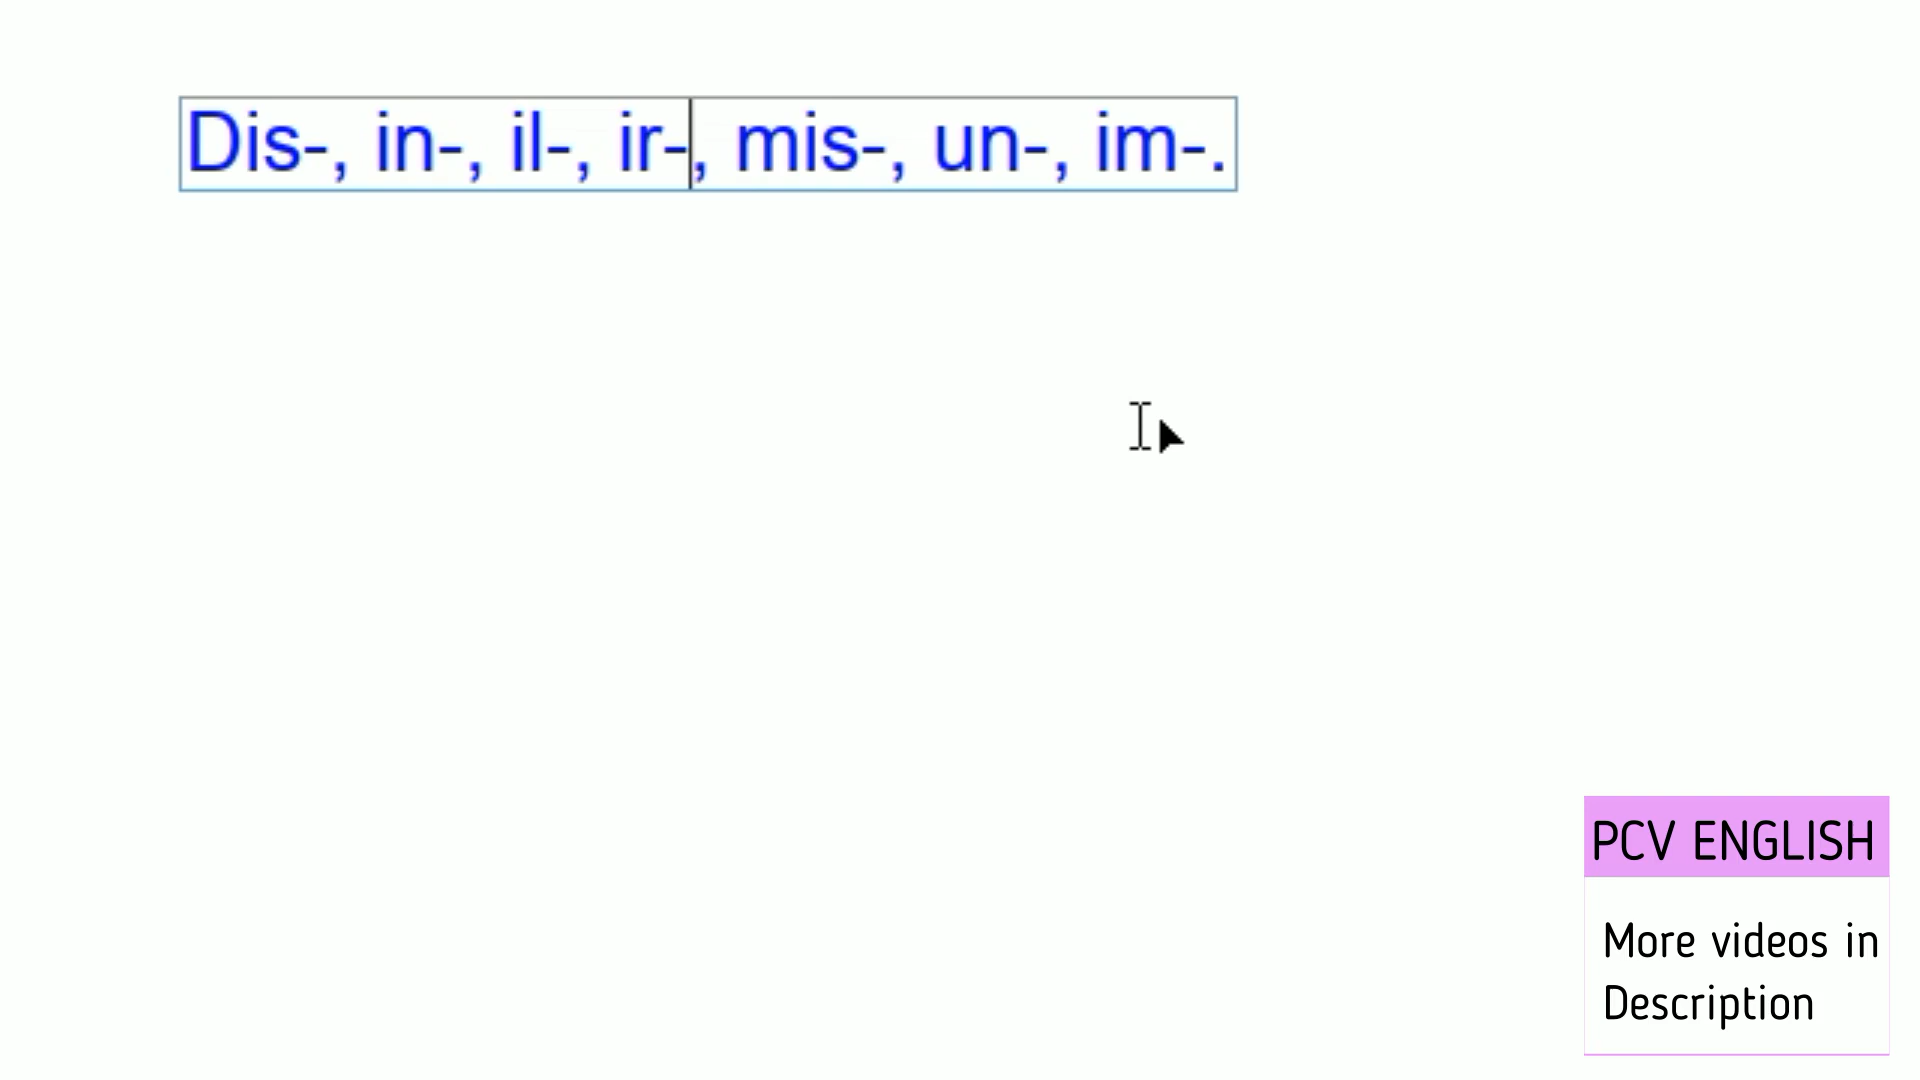 Dis-, in-, il-, ir-, mis-, un-, im-.
PCV ENGLISH
More videos in
Description